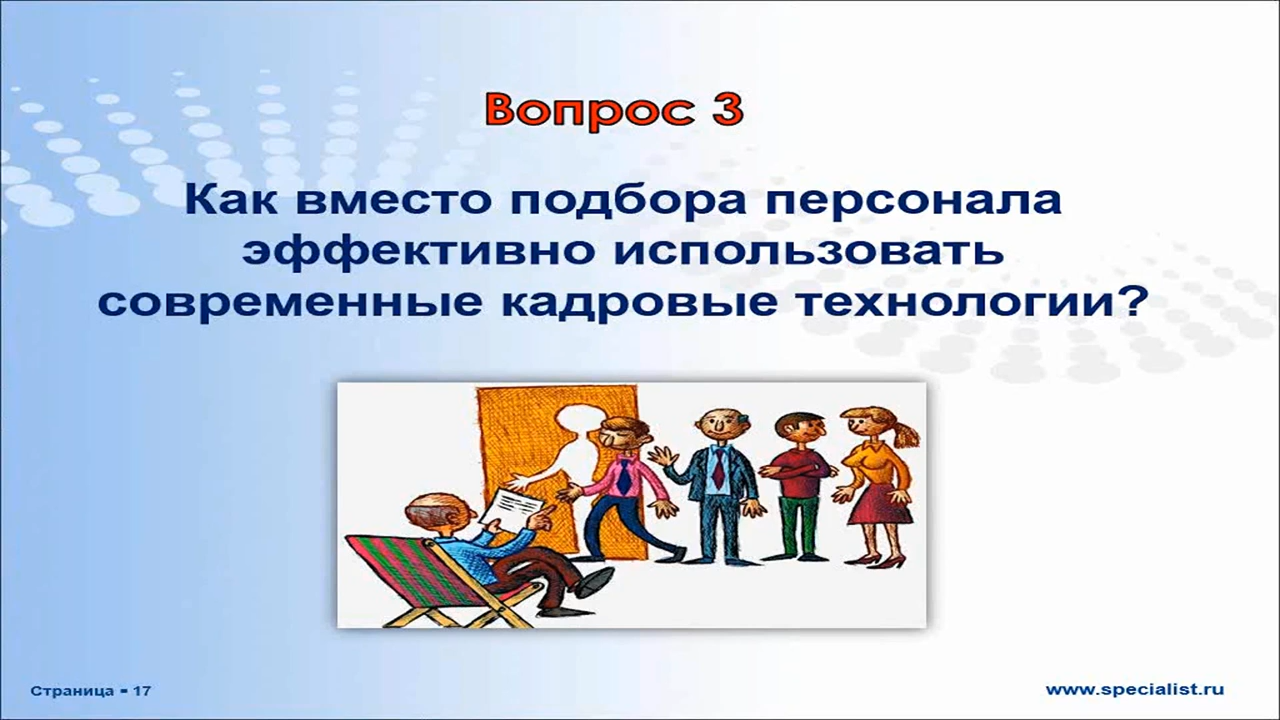 Вопрос 3
Как вместо подбора персонала
эффективно использовать
современные кадровые технологии?
Страница ▪ 17
www.specialist.ru